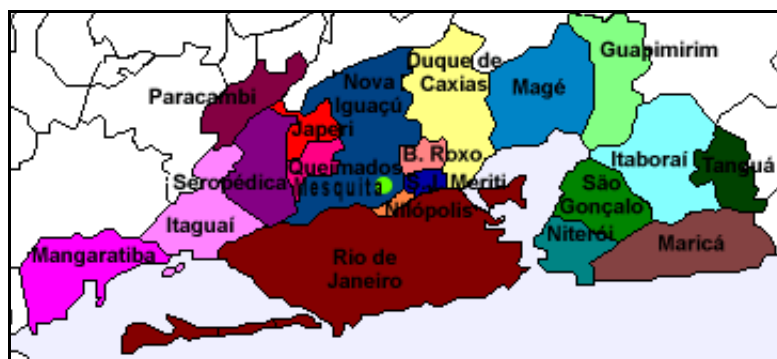 Guapimirim
Duque de
Caxias
Nova
Iguaçú
Magé
Paracambi
Japeri
B. Roxo
Itaboraí
Tanguá
Queimados
Seropédica
Mesquita
S. J. Meriti
São
Gonçalo
Nilópolis
Itaguaí
Niterói
Maricá
Mangaratiba
Rio de
Janeiro